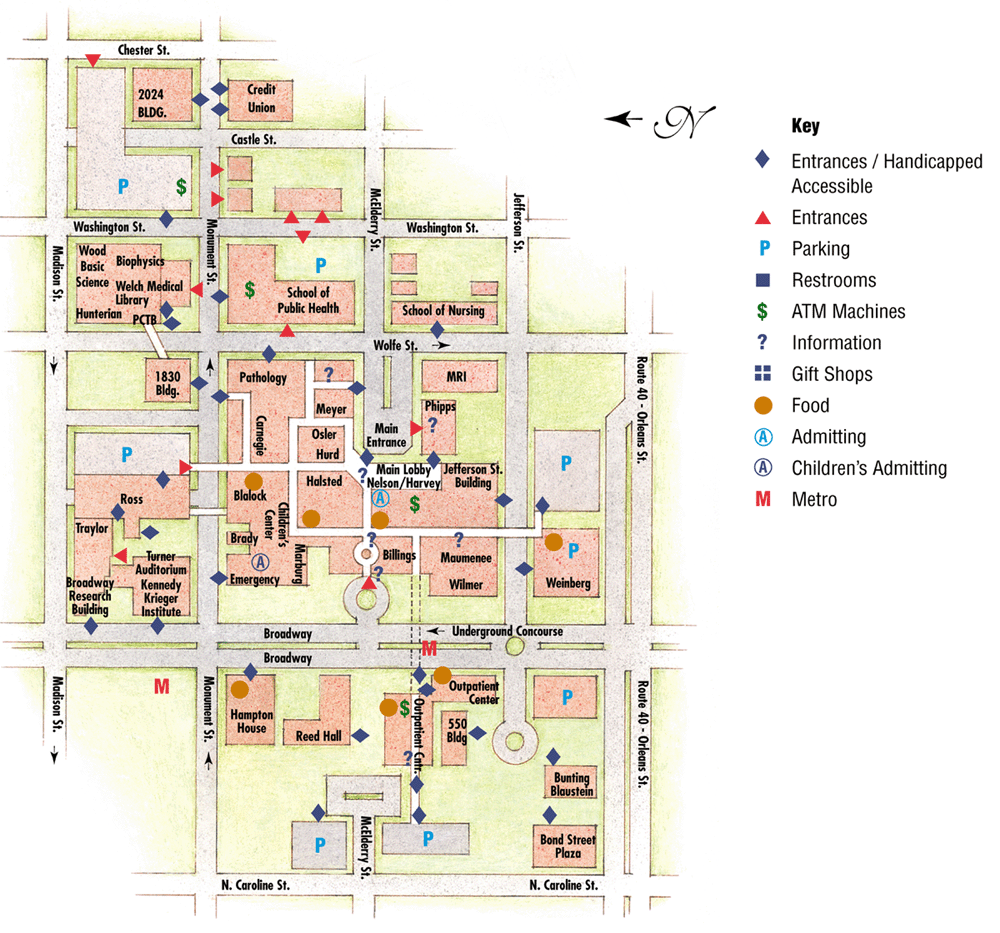 Chester St.
2024
BLDG.
Credit
Union
Castle St.
P
$
Washington St.
Monument St.
McElderry St.
Washington St.
Jefferson St.
Madison St.
Wood
Basic
Science
Biophysics
Welch Medical
Library
Hunterian
PCTB
P
$
School of
Public Health
School of Nursing
Wolfe St.
Route 40 - Orleans St.
1830
Bldg.
Pathology
?
Meyer
Carnegie
Osler
Hurd
MRI
Phipps
?
Main
Entrance
P
Ross
Blalock
Halsted
?
Main Lobby
Nelson/Harvey
A
$
Jefferson St.
Building
P
Traylor
Children's
Center
Brady
A
Emergency
Marburg
?
Billings
?
?
Maumenee
Wilmer
P
Weinberg
Turner
Auditorium
Kennedy
Krieger
Institute
Broadway
Research
Building
Broadway
Underground Concourse
Broadway
M
M
Madison St.
Monument St.
Hampton
House
Reed Hall
$
Outpatient Cntr.
?
Outpatient
Center
550
Bldg
P
Route 40 - Orleans St.
Bunting
Blaustein
P
McElderry St.
P
Bond Street
Plaza
N. Caroline St.
N. Caroline St.
N
Key
Entrances / Handicapped
Accessible
Entrances
P Parking
Restrooms
$ ATM Machines
? Information
Gift Shops
Food
A Admitting
A Children's Admitting
M Metro